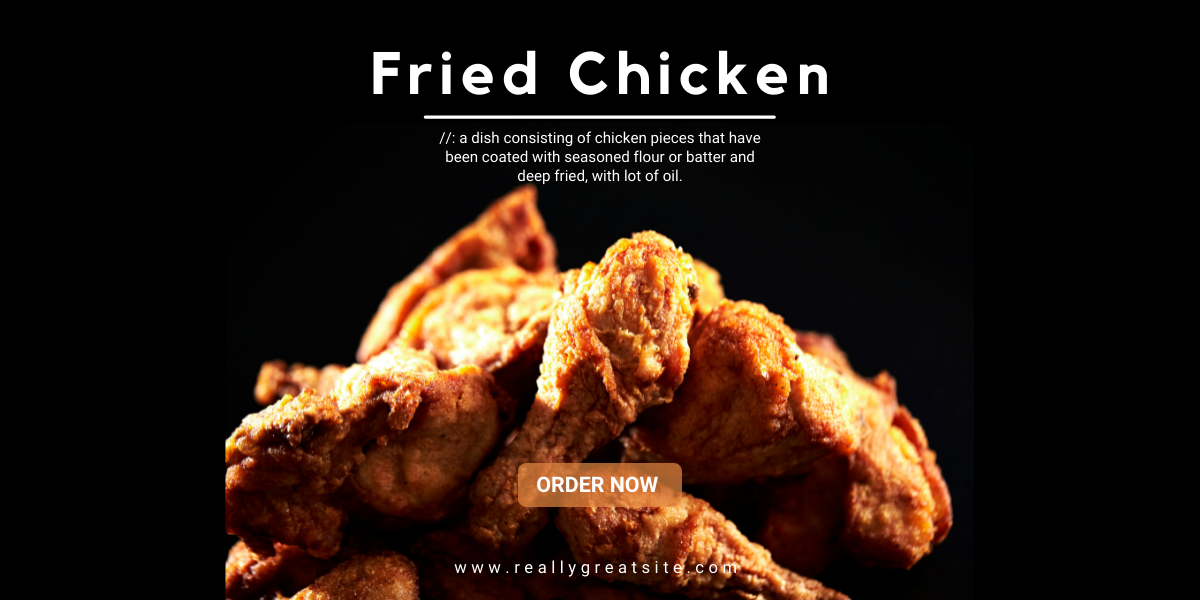 Fried Chicken
//: a dish consisting of chicken pieces that have
been coated with seasoned flour or batter and
deep fried, with lot of oil.
ORDER NOW
www.reallygreatsite.com